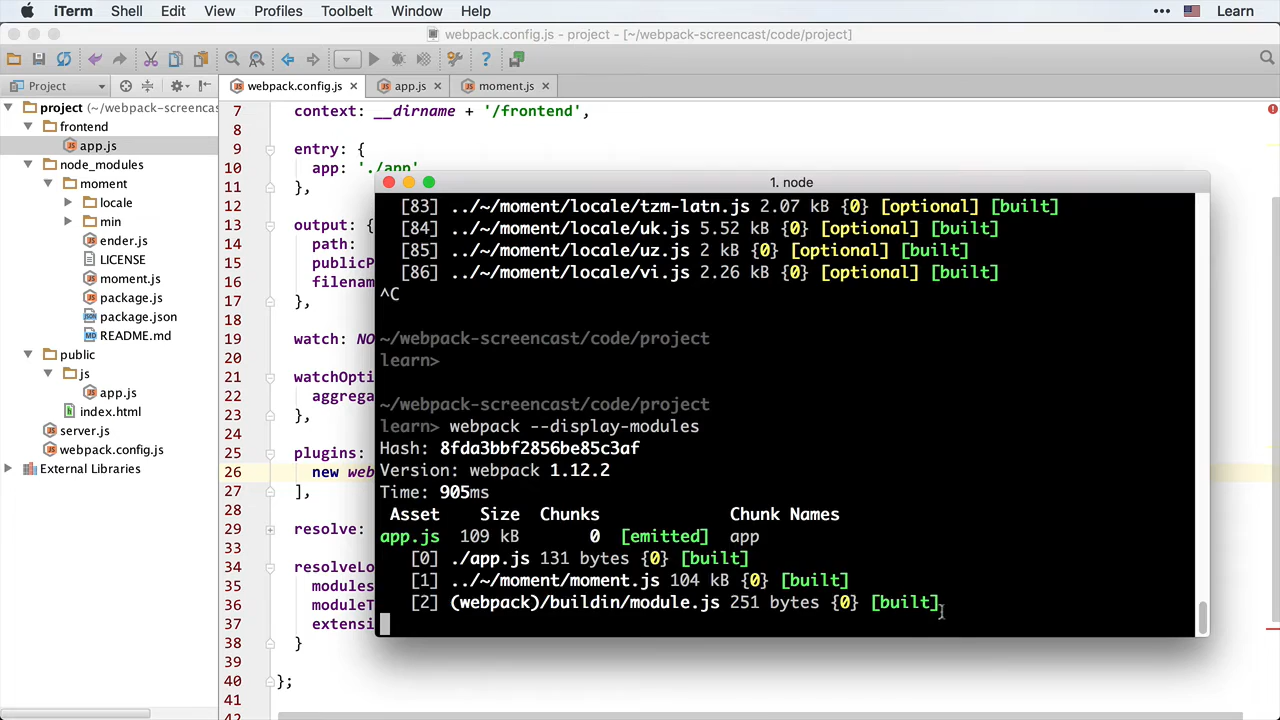 iTerm Shell Edit View Profiles Toolbelt Window Help Learn
webpack.config.js - project - [~/webpack-screencast/code/project]
Project webpack.config.js app.js moment.js
project (~/webpack-screencas
frontend
app.js
node_modules
moment
locale
min
ender.js
LICENSE
moment.js
package.js
package.json
README.md
public
js
app.js
index.html
server.js
webpack.config.js
External Libraries
7 context: __dirname + '/frontend',
8
9 entry: {
10 app: './app'
11 },
12
13 output: {
14 path:
15 publicP
16 filenam
17 },
18
19 watch: NO
20
21 watchOpti
22 aggrega
23 },
24
25 plugins:
26 new web
27 ],
28
29 resolve:
33
34 resolveLo
35 modules
36 moduleT
37 extensi
38 }
39
40 };
41
42
1. node
[83] ../~/moment/locale/tzm-latn.js 2.07 kB {0} [optional] [built]
[84] ../~/moment/locale/uk.js 5.52 kB {0} [optional] [built]
[85] ../~/moment/locale/uz.js 2 kB {0} [optional] [built]
[86] ../~/moment/locale/vi.js 2.26 kB {0} [optional] [built]
^C
~/webpack-screencast/code/project
learn>
~/webpack-screencast/code/project
learn> webpack --display-modules
Hash: 8fda3bbf2856be85c3af
Version: webpack 1.12.2
Time: 905ms
Asset Size Chunks Chunk Names
app.js 109 kB 0 [emitted] app
[0] ./app.js 131 bytes {0} [built]
[1] ../~/moment/moment.js 104 kB {0} [built]
[2] (webpack)/buildin/module.js 251 bytes {0} [built]